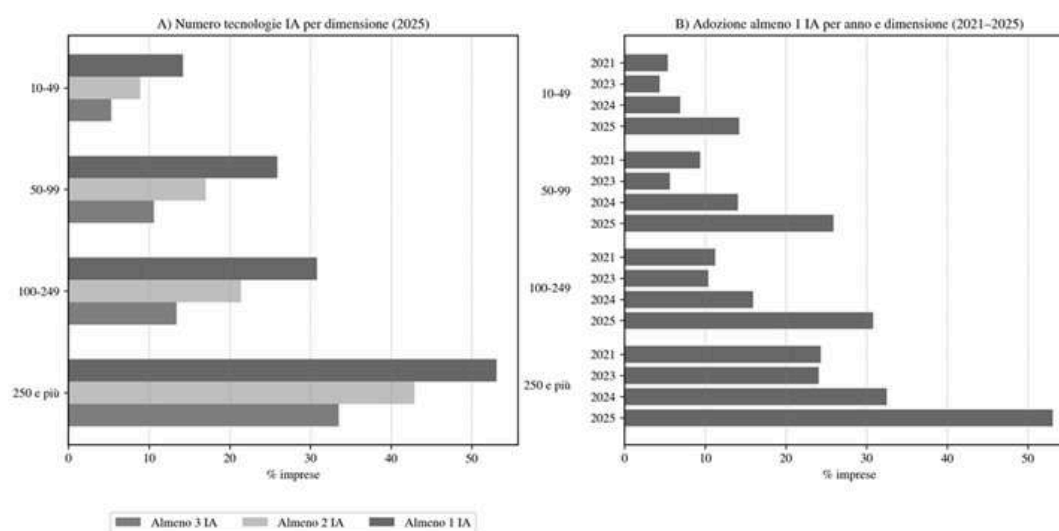 A) Numero tecnologie IA per dimensione (2025)
10-49
50-99
100-249
250 e più
0 10 20 30 40 50
% imprese
Almeno 3 IA Almeno 2 IA Almeno 1 IA
B) Adozione almeno 1 IA per anno e dimensione (2021–2025)
10-49
2021
2023
2024
2025
50-99
2021
2023
2024
2025
100-249
2021
2023
2024
2025
250 e più
2021
2023
2024
2025
0 10 20 30 40 50
% imprese